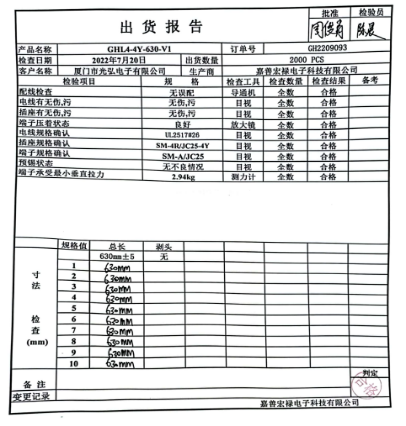 批准 检验员
出货报告
周俊勇 陈晨
产品名称 GHL4-4Y-630-V1 订单号 GH2209093
检查日期 2022年7月20日 出货数量 2000 PCS
客户名称 厦门市光弘电子有限公司 生产商 嘉善宏禄电子科技有限公司
检验项目 规格 检查工具 检查数量 检查结果 备考
配线检查 无误配 导通机 全数 合格
电线有无伤,污 无伤,污 目视 全数 合格
插座有无伤,污 无伤,污 目视 全数 合格
端子压着状态 良好 放大镜 全数 合格
电线规格确认 UL2517#26 目视 全数 合格
插座规格确认 SM-4R/JC25-4Y 目视 全数 合格
端子规格确认 SM-A/JC25 目视 全数 合格
预锡状态 无不良情况 目视 全数 合格
端子承受最小垂直拉力 2.94kg 测力计 全数 合格
寸法检查(mm)
规格值 总长 剥头
630mm±5 无
1 630mm
2 630mm
3 630mm
4 630mm
5 630mm
6 630mm
7 630mm
8 630mm
9 630mm
10 630mm
备注 判定
合格
变更记录
嘉善宏禄电子科技有限公司